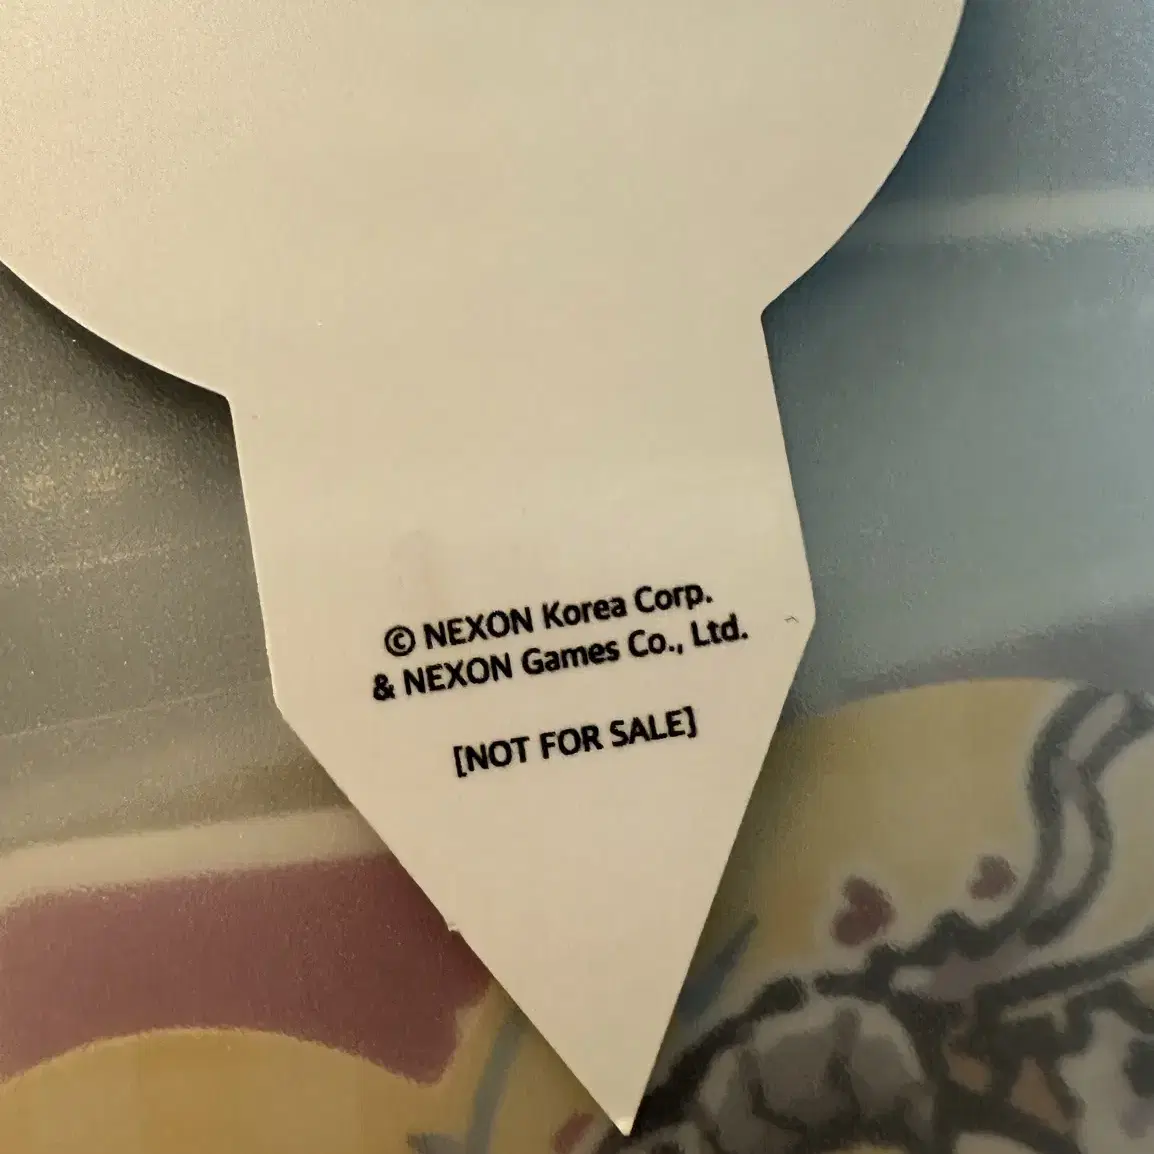 © NEXON Korea Corp.
& NEXON Games Co., Ltd.
[NOT FOR SALE]